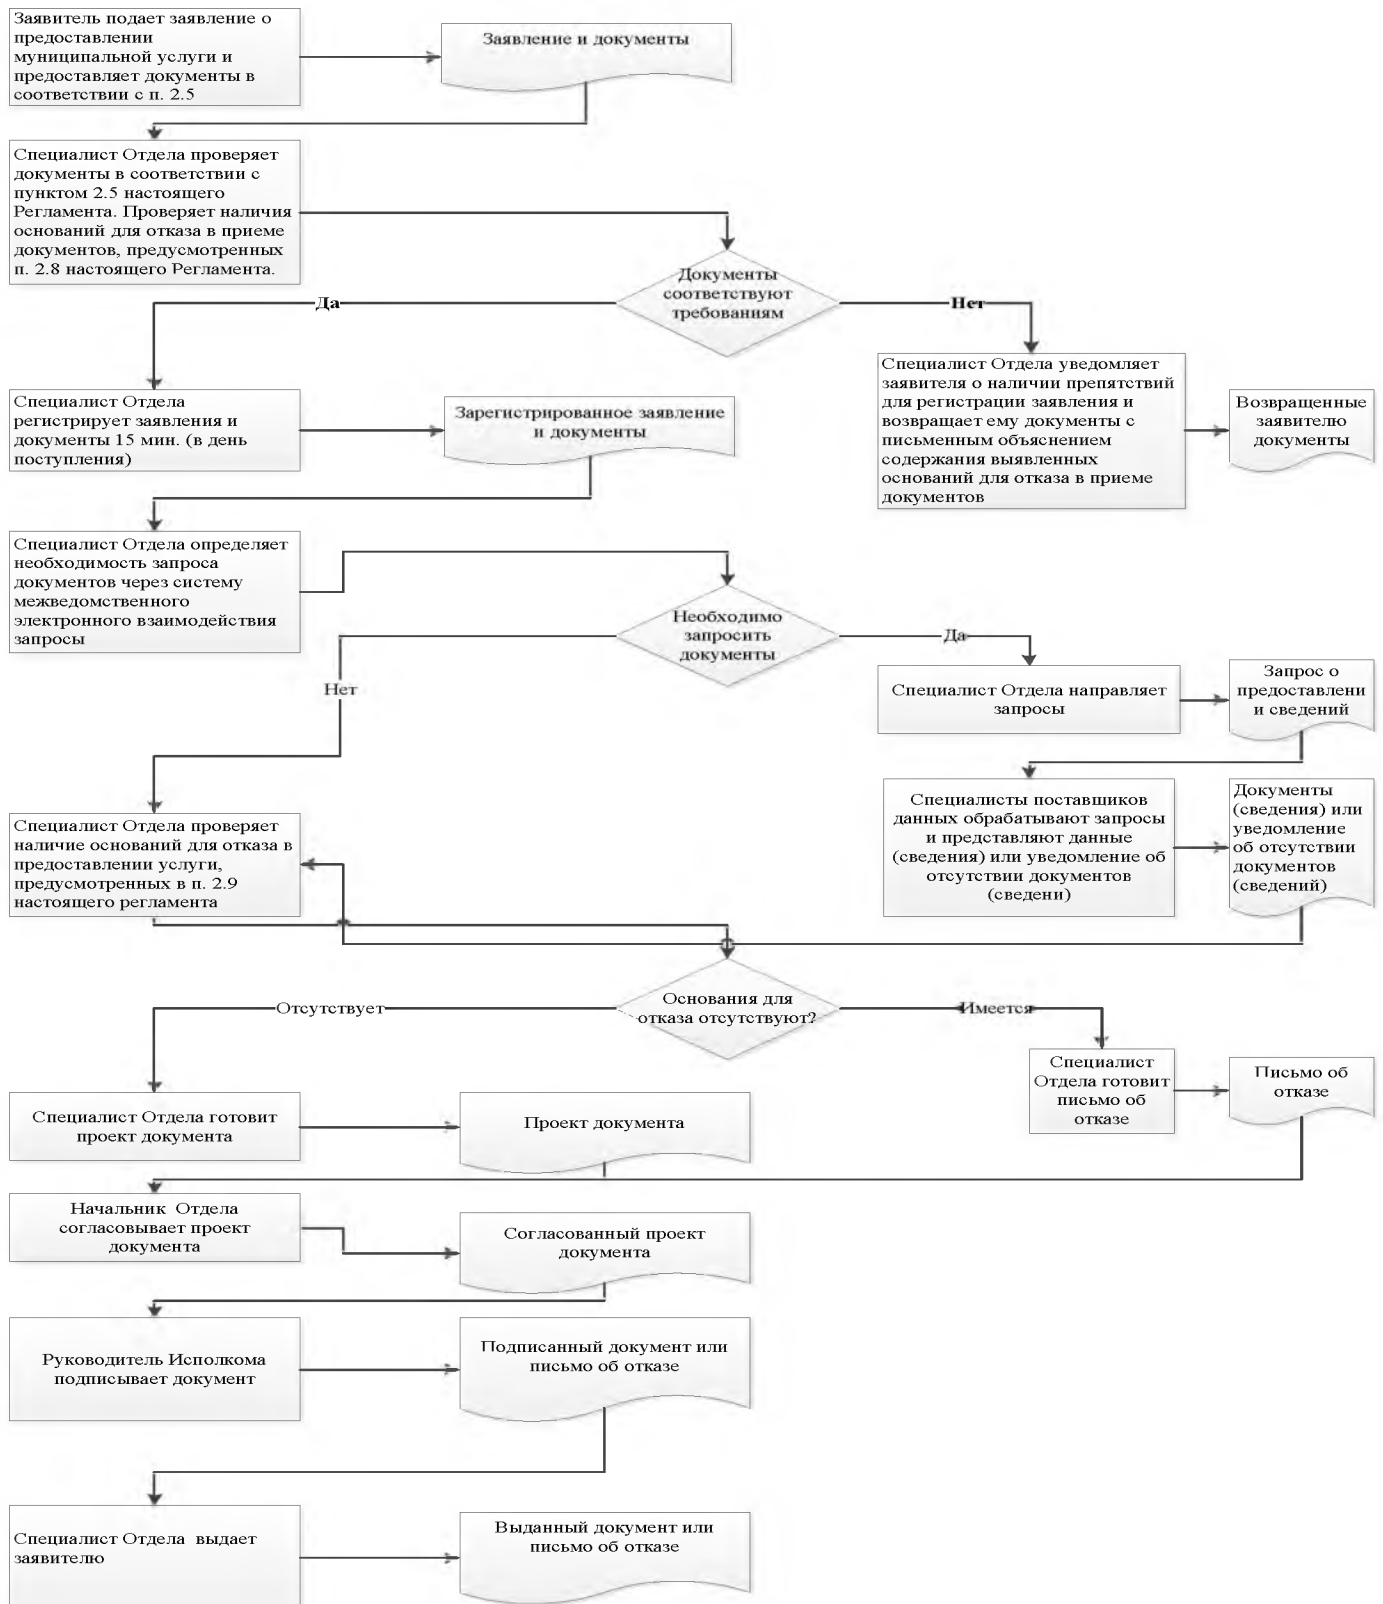 Заявитель подает заявление о
предоставлении
муниципальной услуги и
предоставляет документы в
соответствии с п. 2.5
Заявление и документы
Специалист Отдела проверяет
документы в соответствии с
пунктом 2.5 настоящего
Регламента. Проверяет наличия
оснований для отказа в приеме
документов, предусмотренных
п. 2.8 настоящего Регламента.
Документы
соответствуют
требованиям
Да
Нет
Специалист Отдела
регистрирует заявления и
документы 15 мин. (в день
поступления)
Зарегистрированное заявление
и документы
Специалист Отдела уведомляет
заявителя о наличии препятствий
для регистрации заявления и
возвращает ему документы с
письменным объяснением
содержания выявленных
оснований для отказа в приеме
документов
Возвращенные
заявителю
документы
Специалист Отдела определяет
необходимость запроса
документов через систему
межведомственного
электронного взаимодействия
запросы
Необходимо
запросить
документы
Да
Нет
Специалист Отдела направляет
запросы
Запрос о
предоставлени
и сведений
Специалисты поставшиков
данных обрабатывают запросы
и представляют данные
(сведения) или уведомление об
отсутствии документов
(сведени)
Документы
(сведения) или
уведомление
об отсутствии
документов
(сведений)
Специалист Отдела проверяет
наличие оснований для отказа в
предоставлении услуги,
предусмотренных в п. 2.9
настоящего регламента
Основания для
отказа отсутствуют?
Отсутствует
Имеется
Специалист
Отдела готовит
письмо об
отказе
Письмо об
отказе
Специалист Отдела готовит
проект документа
Проект документа
Начальник  Отдела
согласовывает проект
документа
Согласованный проект
документа
Руководитель Исполкома
подписывает документ
Подписанный документ или
письмо об отказе
Специалист Отдела  выдает
заявителю
Выданный документ или
письмо об отказе